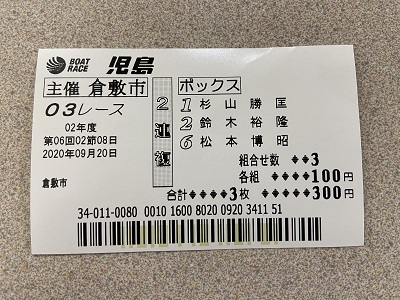 BOAT RACE 児島
主催 倉敷市
03レース
02年度
第06回02節08日
2020年09月20日
倉敷市
2連複
ボックス
1杉山勝匡
2鈴木裕隆
6松本博昭
組合せ数 ◆◆3
各組 ◆◆◆◆100円
合計◆◆◆◆3枚 ◆◆◆◆◆300円
34-011-0080 0010 1600 8020 0920 3411 51